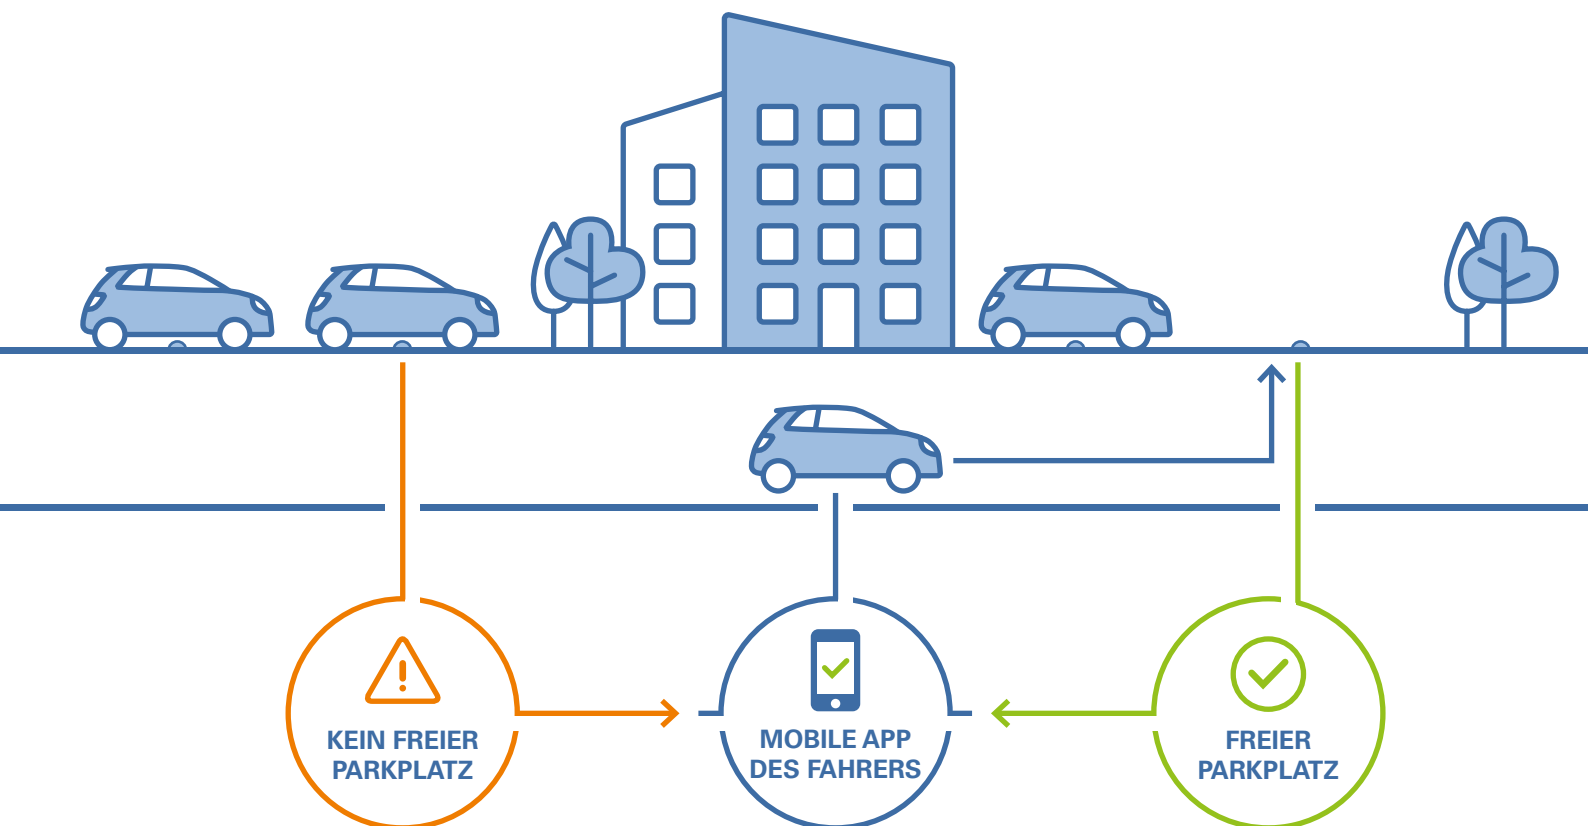 KEIN FREIER
PARKPLATZ
MOBILE APP
DES FAHRERS
FREIER
PARKPLATZ